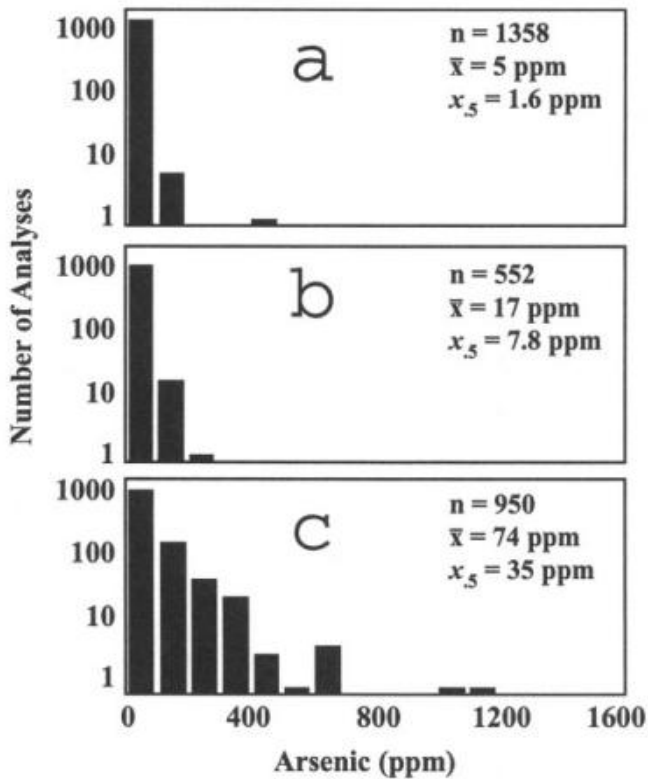 Number of Analyses
1000
100
10
1
a
n = 1358
x̄ = 5 ppm
x.5 = 1.6 ppm
1000
100
10
1
b
n = 552
x̄ = 17 ppm
x.5 = 7.8 ppm
1000
100
10
1
c
n = 950
x̄ = 74 ppm
x.5 = 35 ppm
0 400 800 1200 1600
Arsenic (ppm)